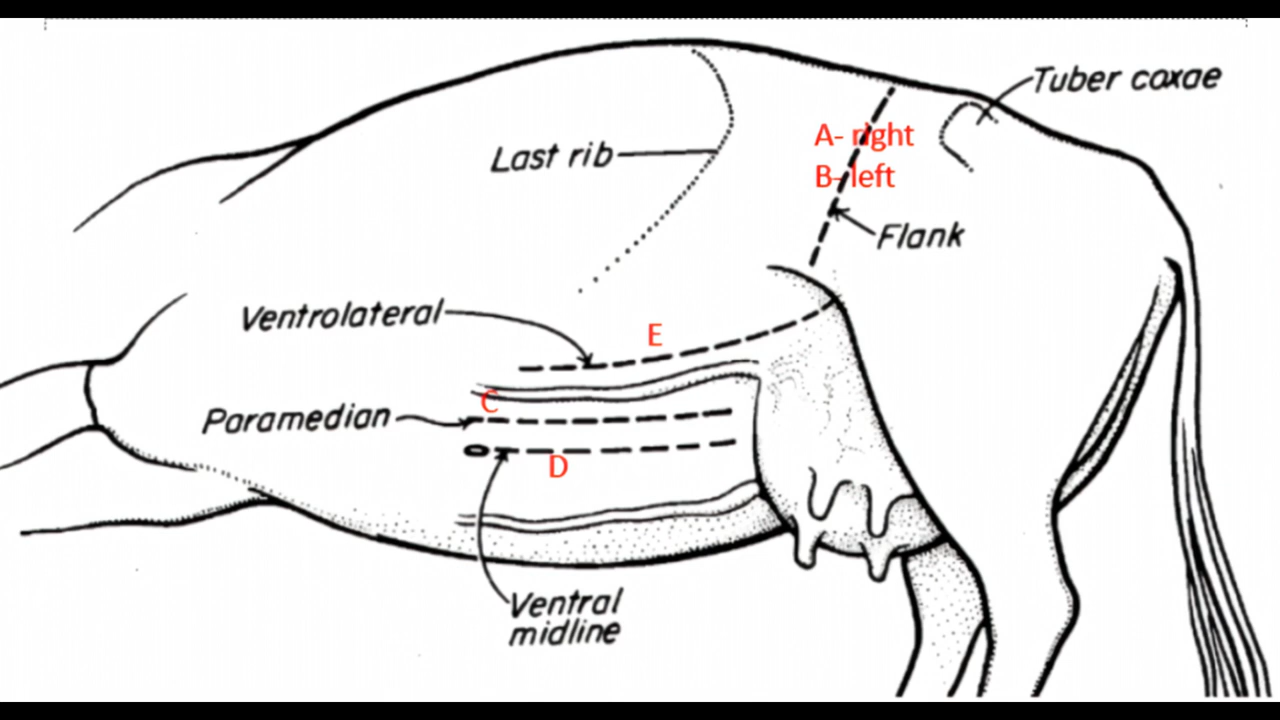 Tuber coxae
A- right
Last rib
B- left
Flank
Ventrolateral
E
C
Paramedian
D
Ventral
midline